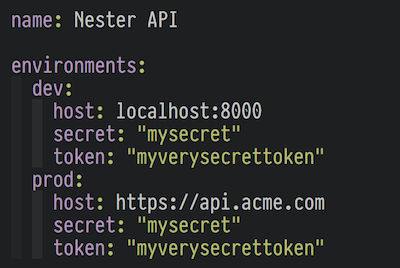 name: Nester API
environments:
dev:
host: localhost:8000
secret: "mysecret"
token: "myverysecrettoken"
prod:
host: https://api.acme.com
secret: "mysecret"
token: "myverysecrettoken"